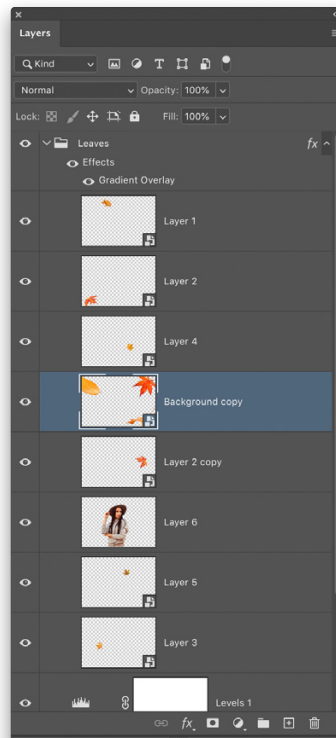 Layers
Kind
Normal Opacity: 100%
Lock: Fill: 100%
Leaves fx
Effects
Gradient Overlay
Layer 1
Layer 2
Layer 4
Background copy
Layer 2 copy
Layer 6
Layer 5
Layer 3
Levels 1
fx